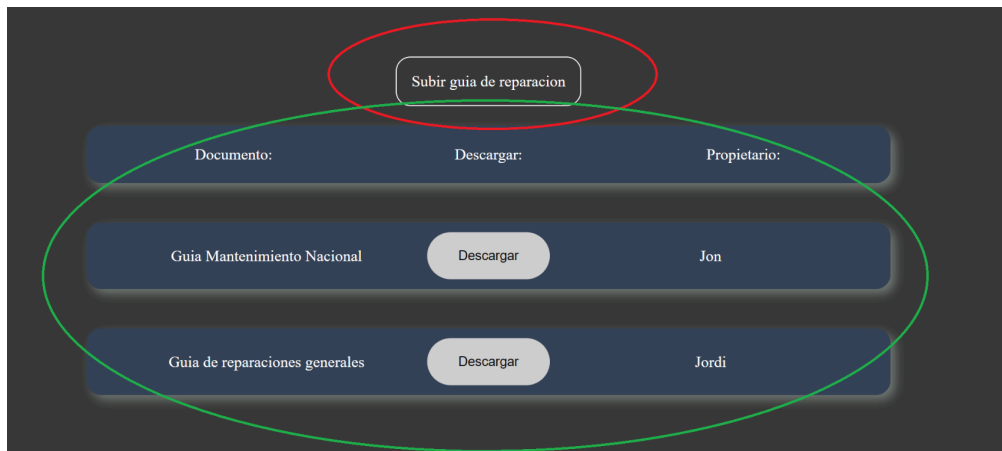 Subir guia de reparacion
Documento: Descargar: Propietario:
Guia Mantenimiento Nacional Descargar Jon
Guia de reparaciones generales Descargar Jordi